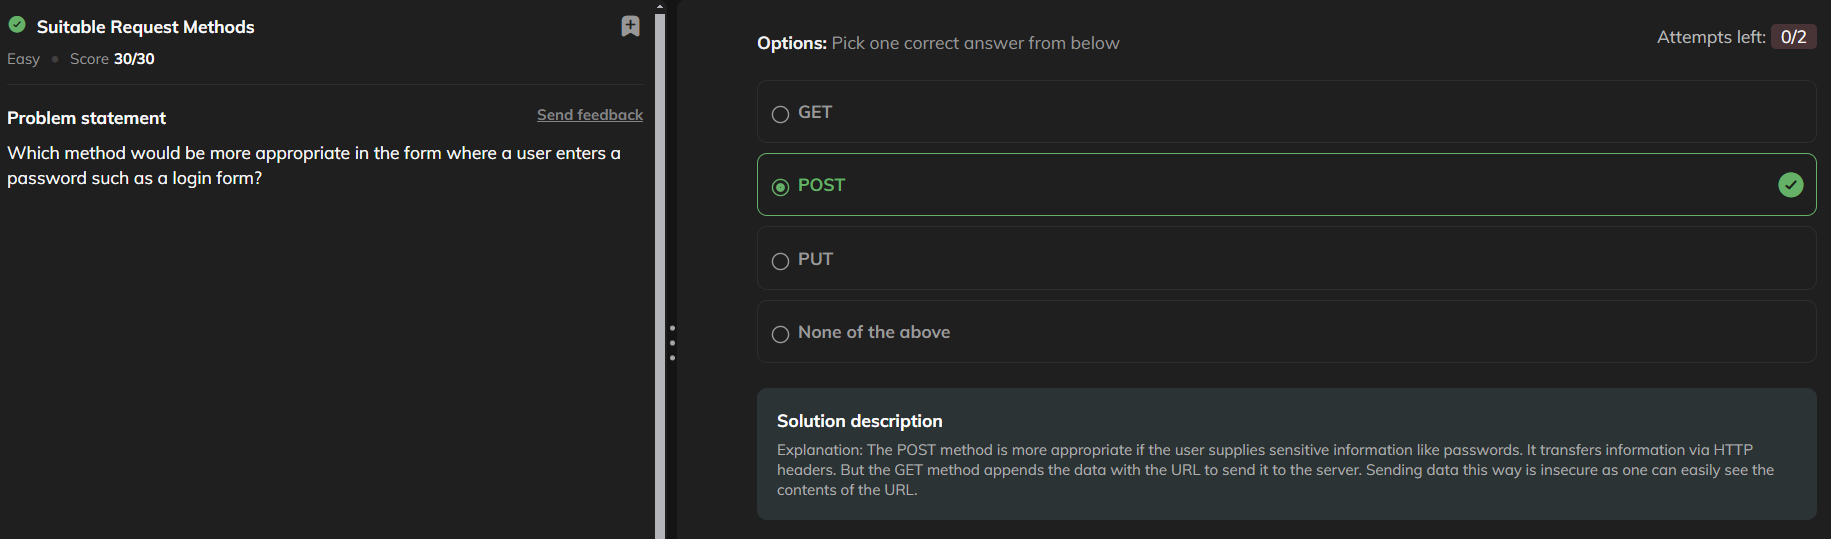 Suitable Request Methods
Easy • Score 30/30
Problem statement
Send feedback
Which method would be more appropriate in the form where a user enters a
password such as a login form?
Options: Pick one correct answer from below
Attempts left: 0/2
GET
POST
PUT
None of the above
Solution description
Explanation: The POST method is more appropriate if the user supplies sensitive information like passwords. It transfers information via HTTP
headers. But the GET method appends the data with the URL to send it to the server. Sending data this way is insecure as one can easily see the
contents of the URL.